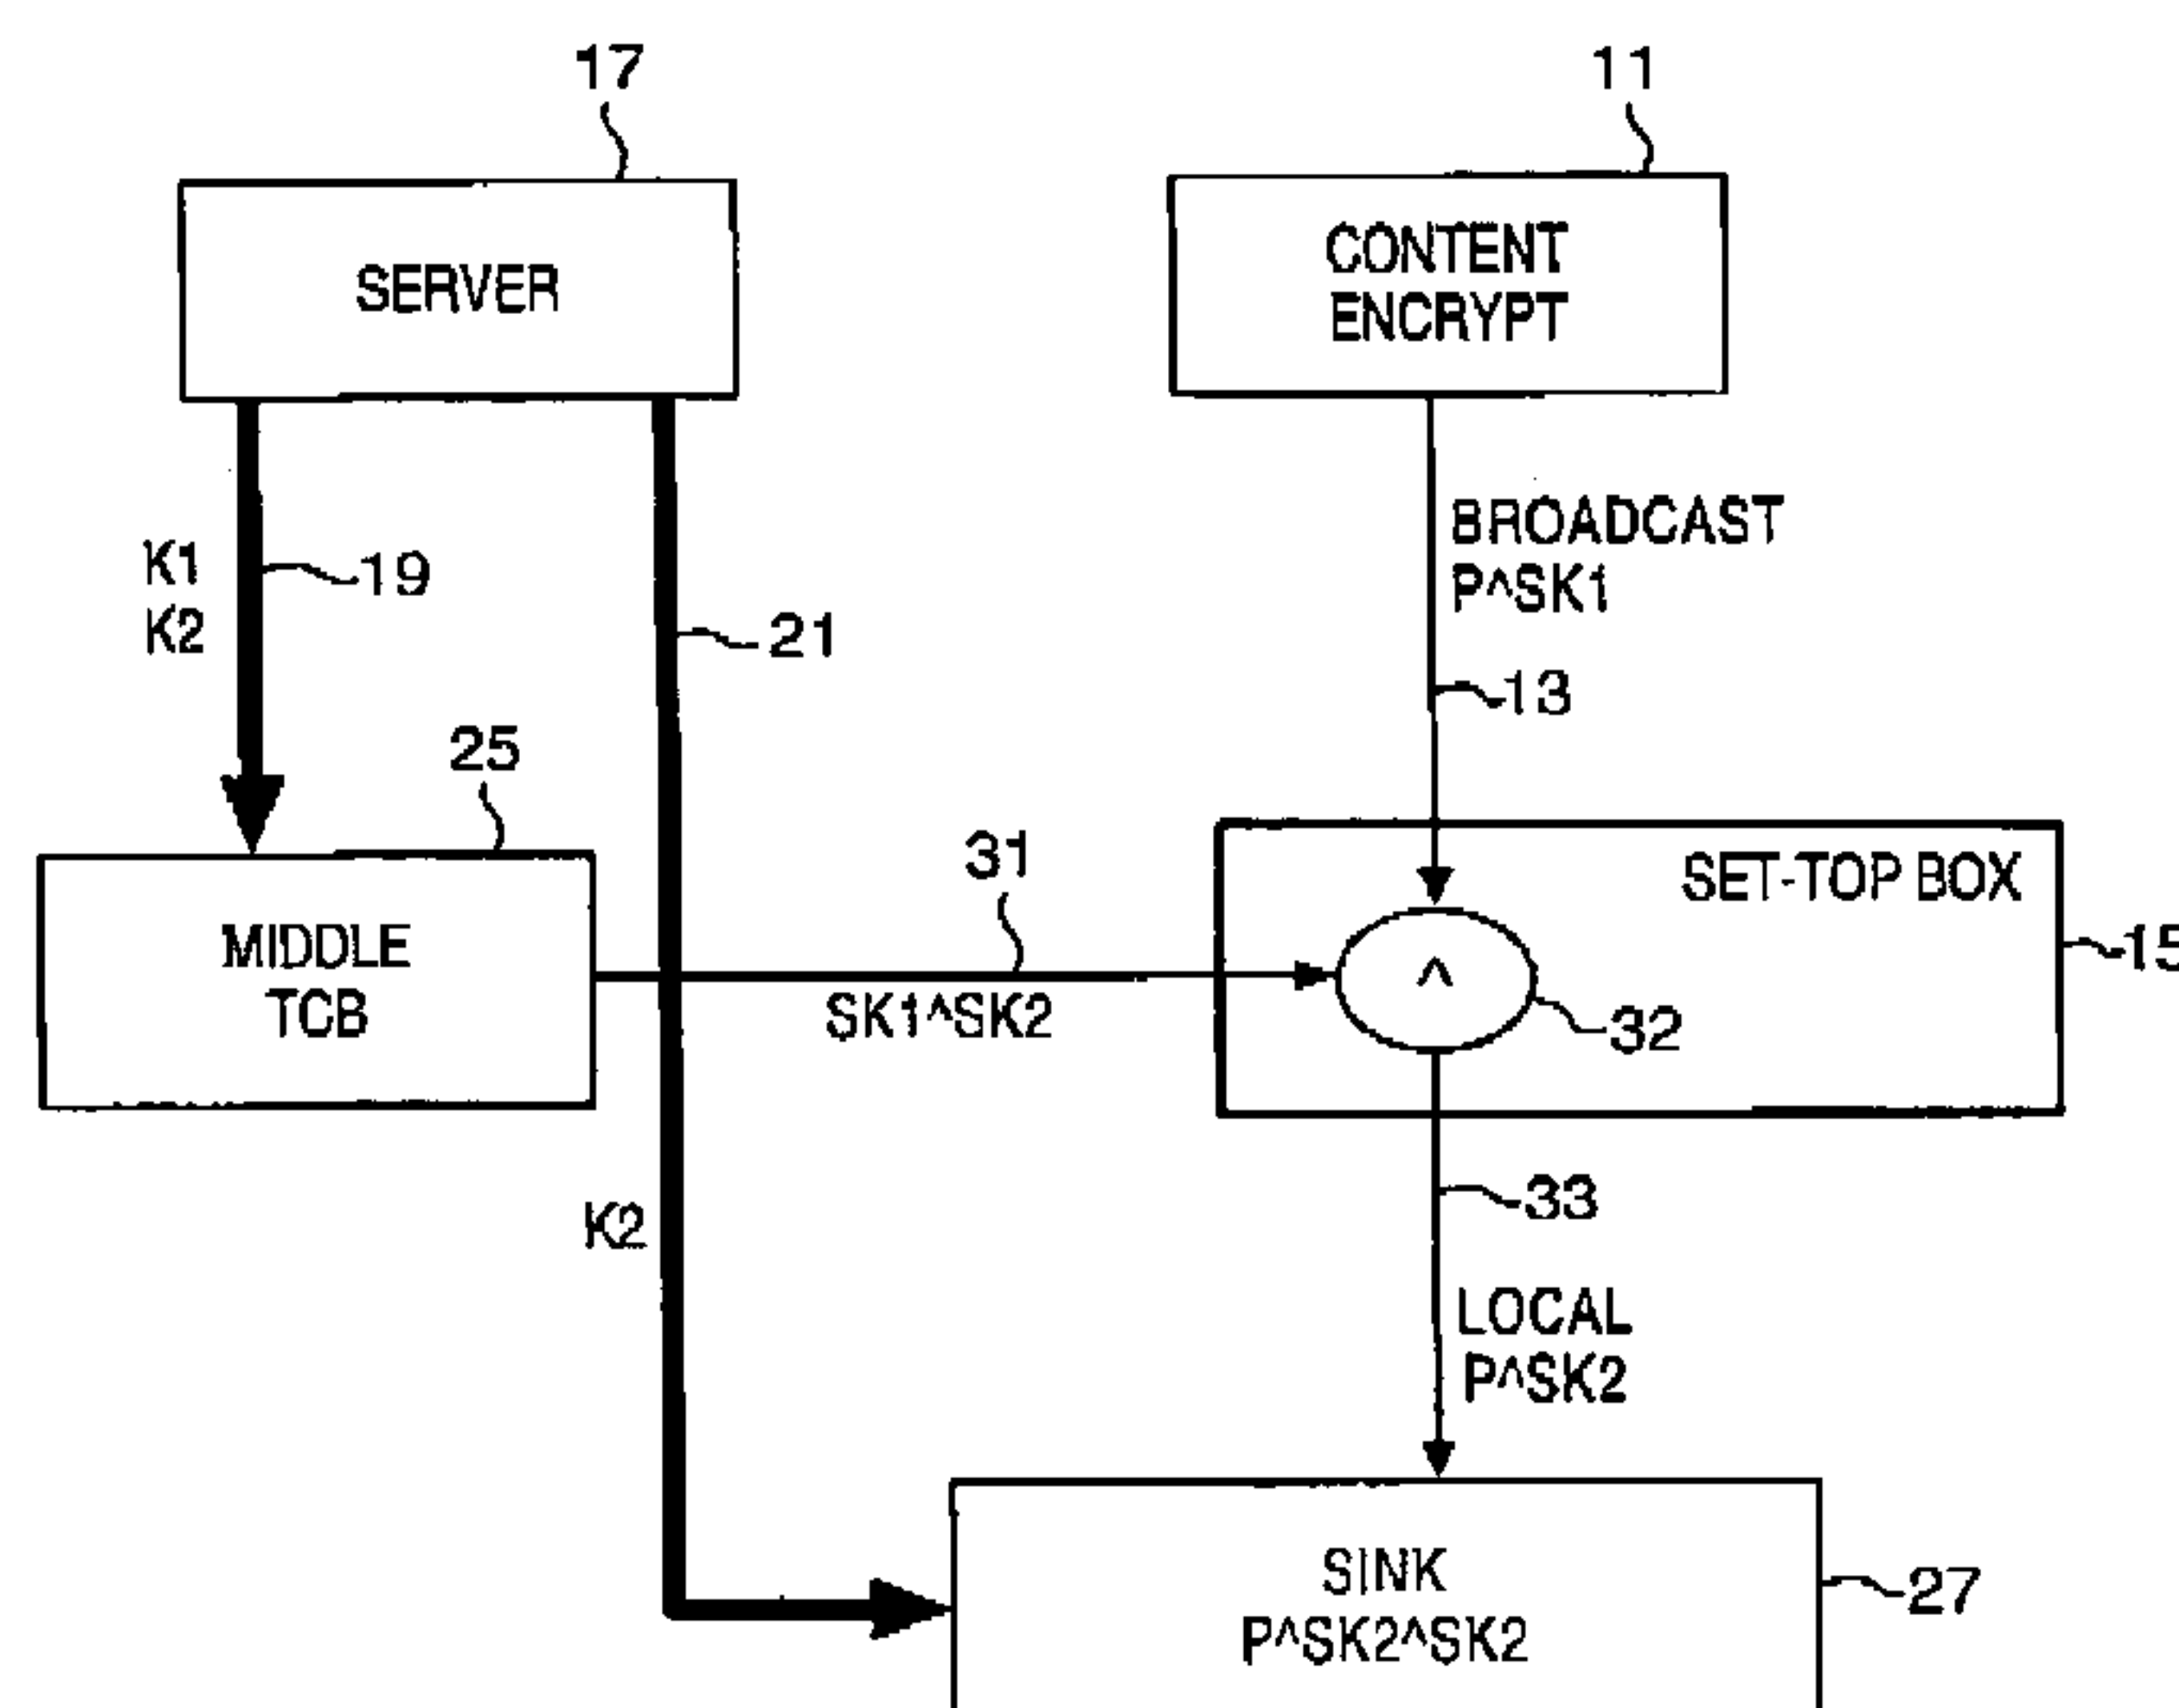 17
11
SERVER
CONTENT
ENCRYPT
BROADCAST
P^SK1
K1
K2
19
21
13
25
31
SET-TOP BOX
MIDDLE
TCB
^
15
SK1^SK2
32
K2
33
LOCAL
P^SK2
SINK
P^SK2^SK2
27